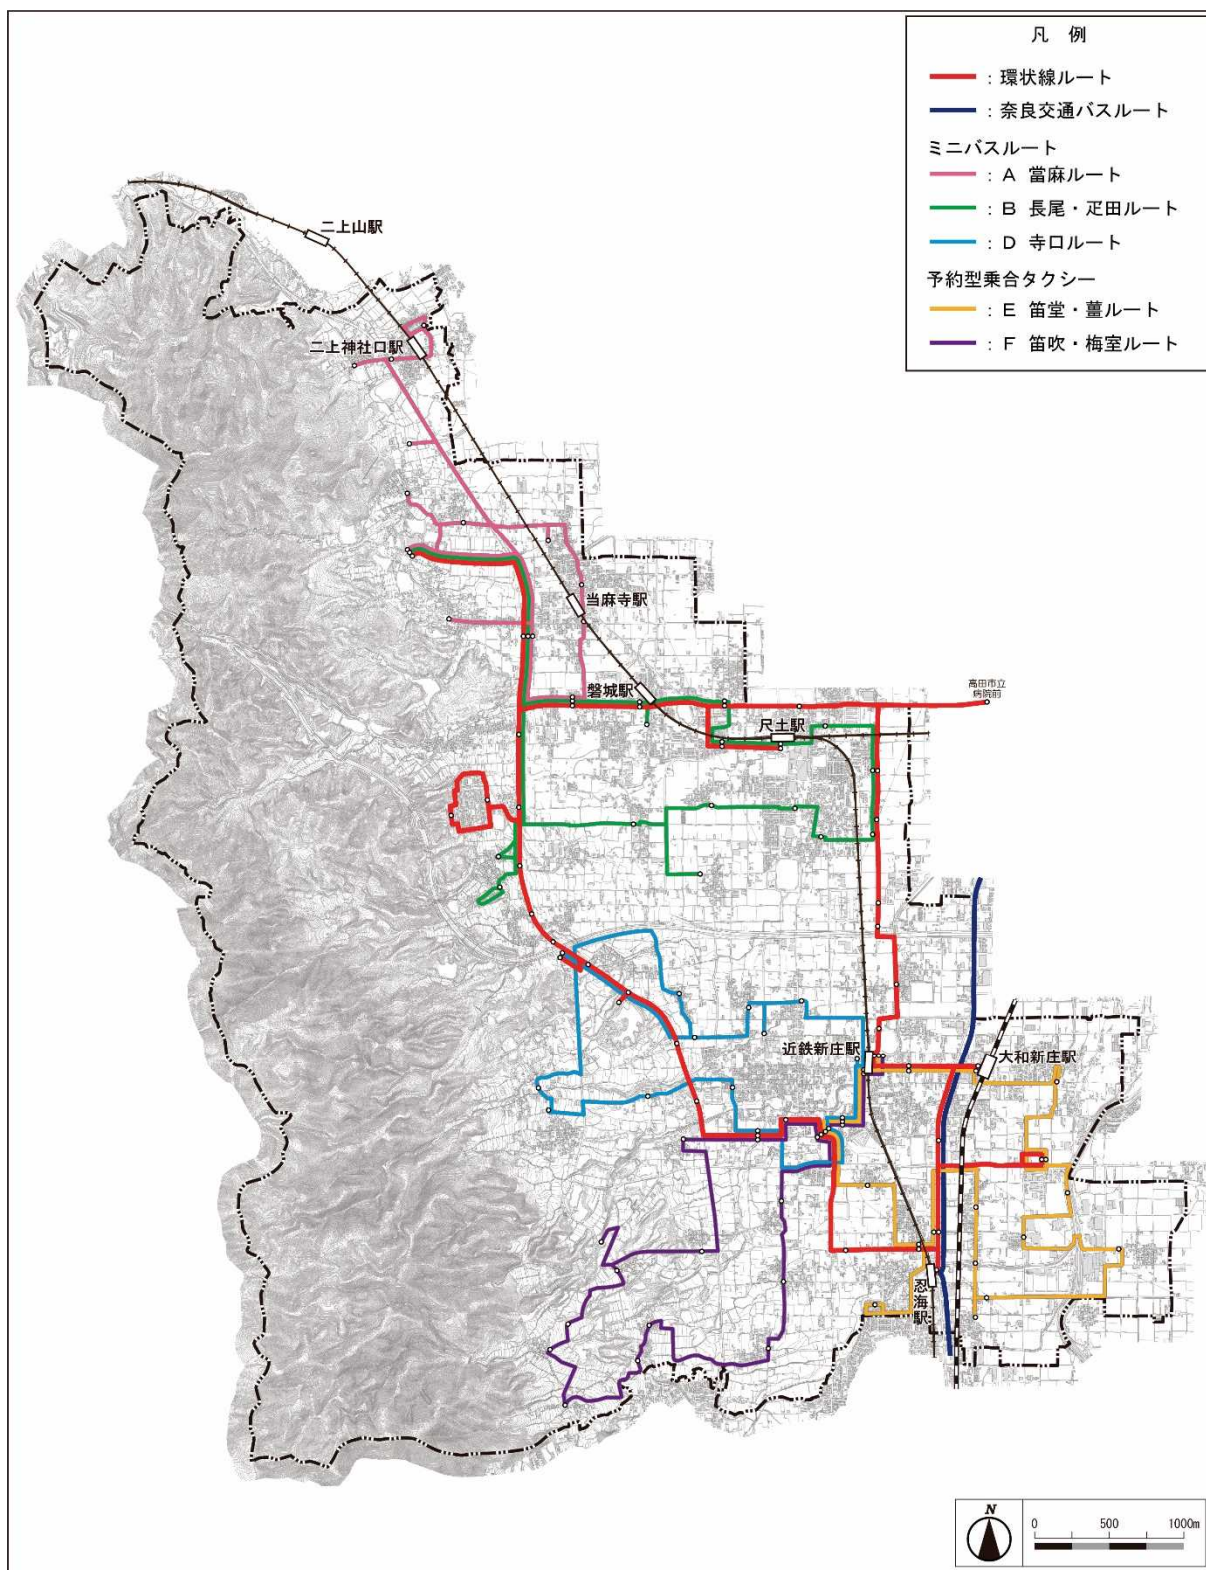 凡 例
: 環状線ルート
: 奈良交通バスルート
ミニバスルート
: A 當麻ルート
: B 長尾・疋田ルート
: D 寺口ルート
予約型乗合タクシー
: E 笛堂・薑ルート
: F 笛吹・梅室ルート
二上山駅
二上神社口駅
当麻寺駅
磐城駅
高田市立
病院前
尺土駅
近鉄新庄駅
大和新庄駅
忍海駅
N
0 500 1000m